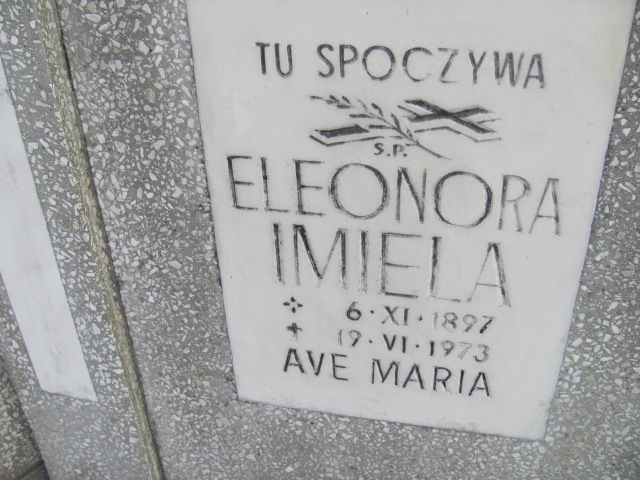 TU SPOCZYWA
S.P.
ELEONORA
IMIELA
6·XI·1897
+ 19·VI·1973
AVE MARIA